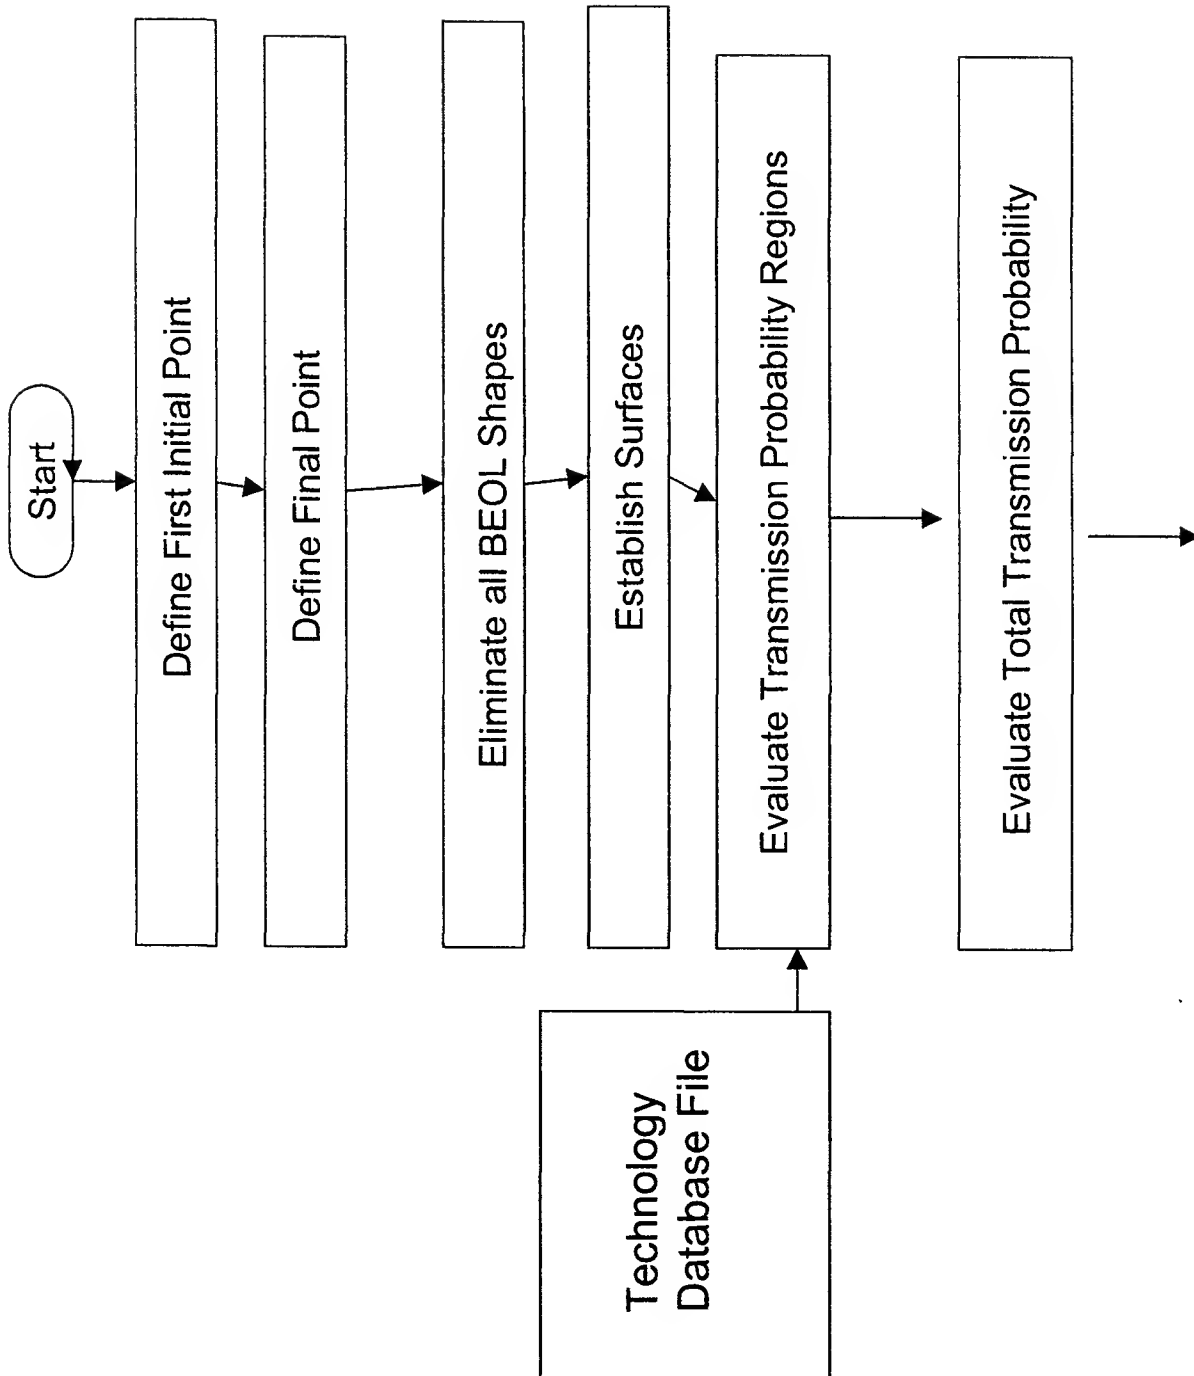 Start
Define First Initial Point
Define Final Point
Eliminate all BEOL Shapes
Establish Surfaces
Technology
Database File
Evaluate Transmission Probability Regions
Evaluate Total Transmission Probability